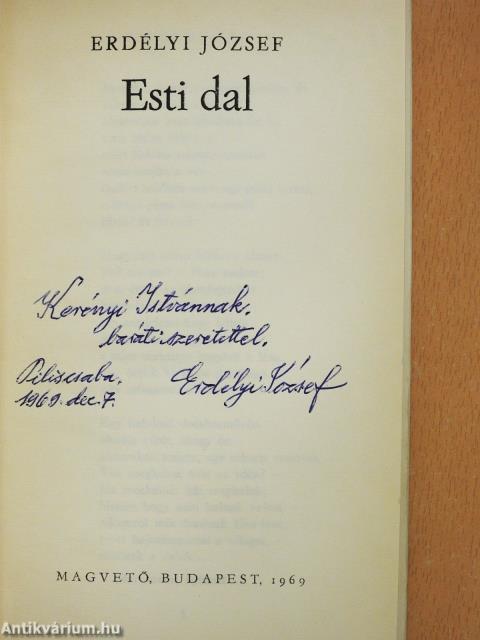 ERDÉLYI JÓZSEF
Esti dal
Kerényi Istvánnak.
baráti szeretettel.
Piliscsaba.
1969. dec. 7.
Erdélyi József
MAGVETŐ, BUDAPEST, 1969
Antikvárium.hu